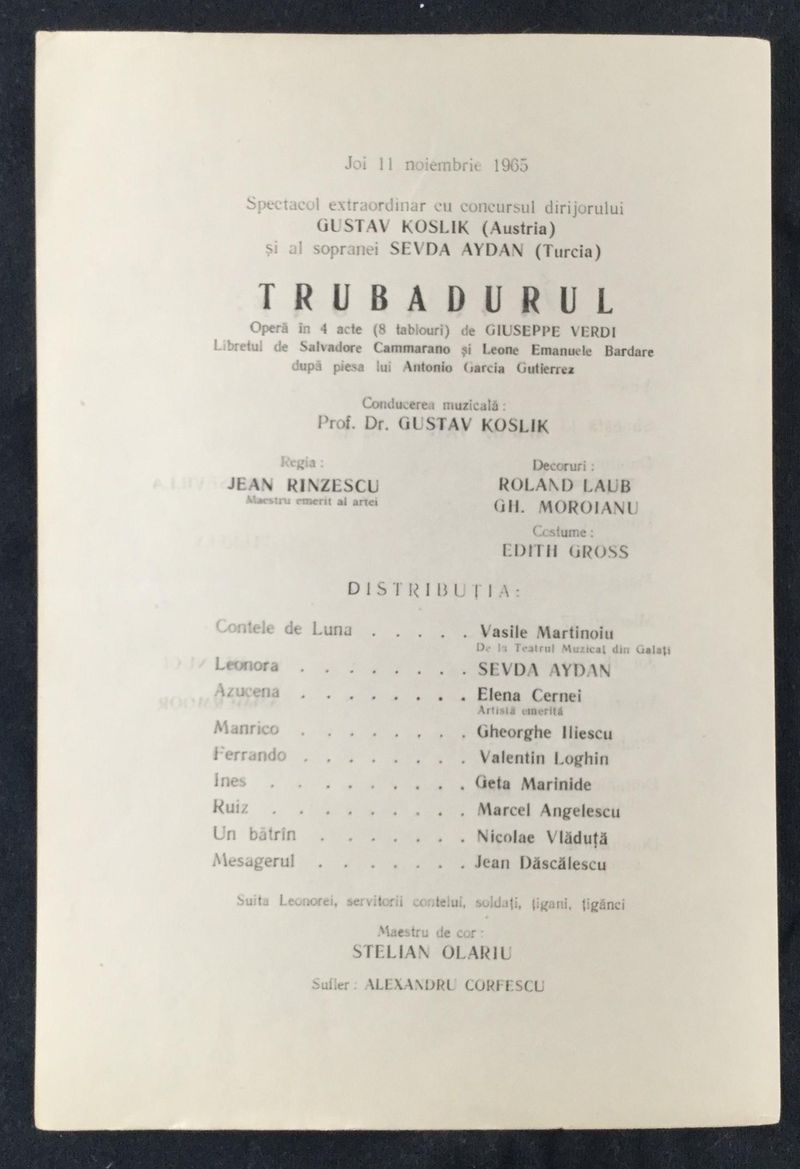 Joi 11 noiembrie 1965
Spectacol extraordinar cu concursul dirijorului
GUSTAV KOSLIK (Austria)
și al sopranei SEVDA AYDAN (Turcia)
TRUBADURUL
Operă în 4 acte (8 tablouri) de GIUSEPPE VERDI
Libretul de Salvadore Cammarano și Leone Emanuele Bardare
după piesa lui Antonio Garcia Gutierrez
Conducerea muzicală :
Prof. Dr. GUSTAV KOSLIK
Regia :
JEAN RINZESCU
Maestru emerit al artei
Decoruri :
ROLAND LAUB
GH. MOROIANU
Costume :
EDITH GROSS
DISTRIBUȚIA:
Contele de Luna . . . . . Vasile Martinoiu
De la Teatrul Muzical din Galați
Leonora . . . . . . . . SEVDA AYDAN
Azucena . . . . . . . . Elena Cernei
Artistă emerită
Manrico . . . . . . . . Gheorghe Iliescu
Ferrando . . . . . . . . Valentin Loghin
Ines . . . . . . . . . Geta Marinide
Ruiz . . . . . . . . . Marcel Angelescu
Un bătrîn . . . . . . . Nicolae Vlăduță
Mesagerul . . . . . . . Jean Dăscălescu
Suita Leonorei, servitorii contelui, soldați, țigani, țigănci
Maestru de cor :
STELIAN OLARIU
Sufler : ALEXANDRU CORFESCU